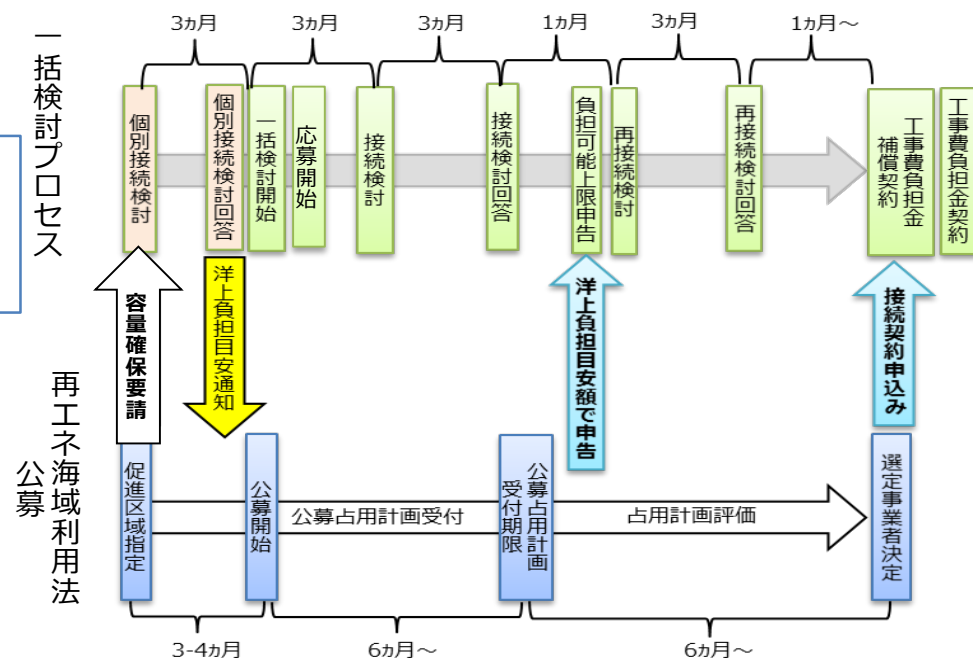 一括検討プロセス
3ヵ月
3ヵ月
3ヵ月
1ヵ月
3ヵ月
1ヵ月～
個別接続検討
個別接続検討回答
一括検討開始
応募開始
接続検討
接続検討回答
負担可能上限申告
再接続検討
再接続検討回答
工事費負担金
補償契約
工事費負担金契約
容量確保要請
洋上負担目安通知
洋上負担目安額で申告
接続契約申込み
再エネ海域利用法
公募
促進区域指定
公募開始
公募占用計画受付
公募占用計画
受付期限
占用計画評価
選定事業者決定
3-4ヵ月
6ヵ月～
6ヵ月～